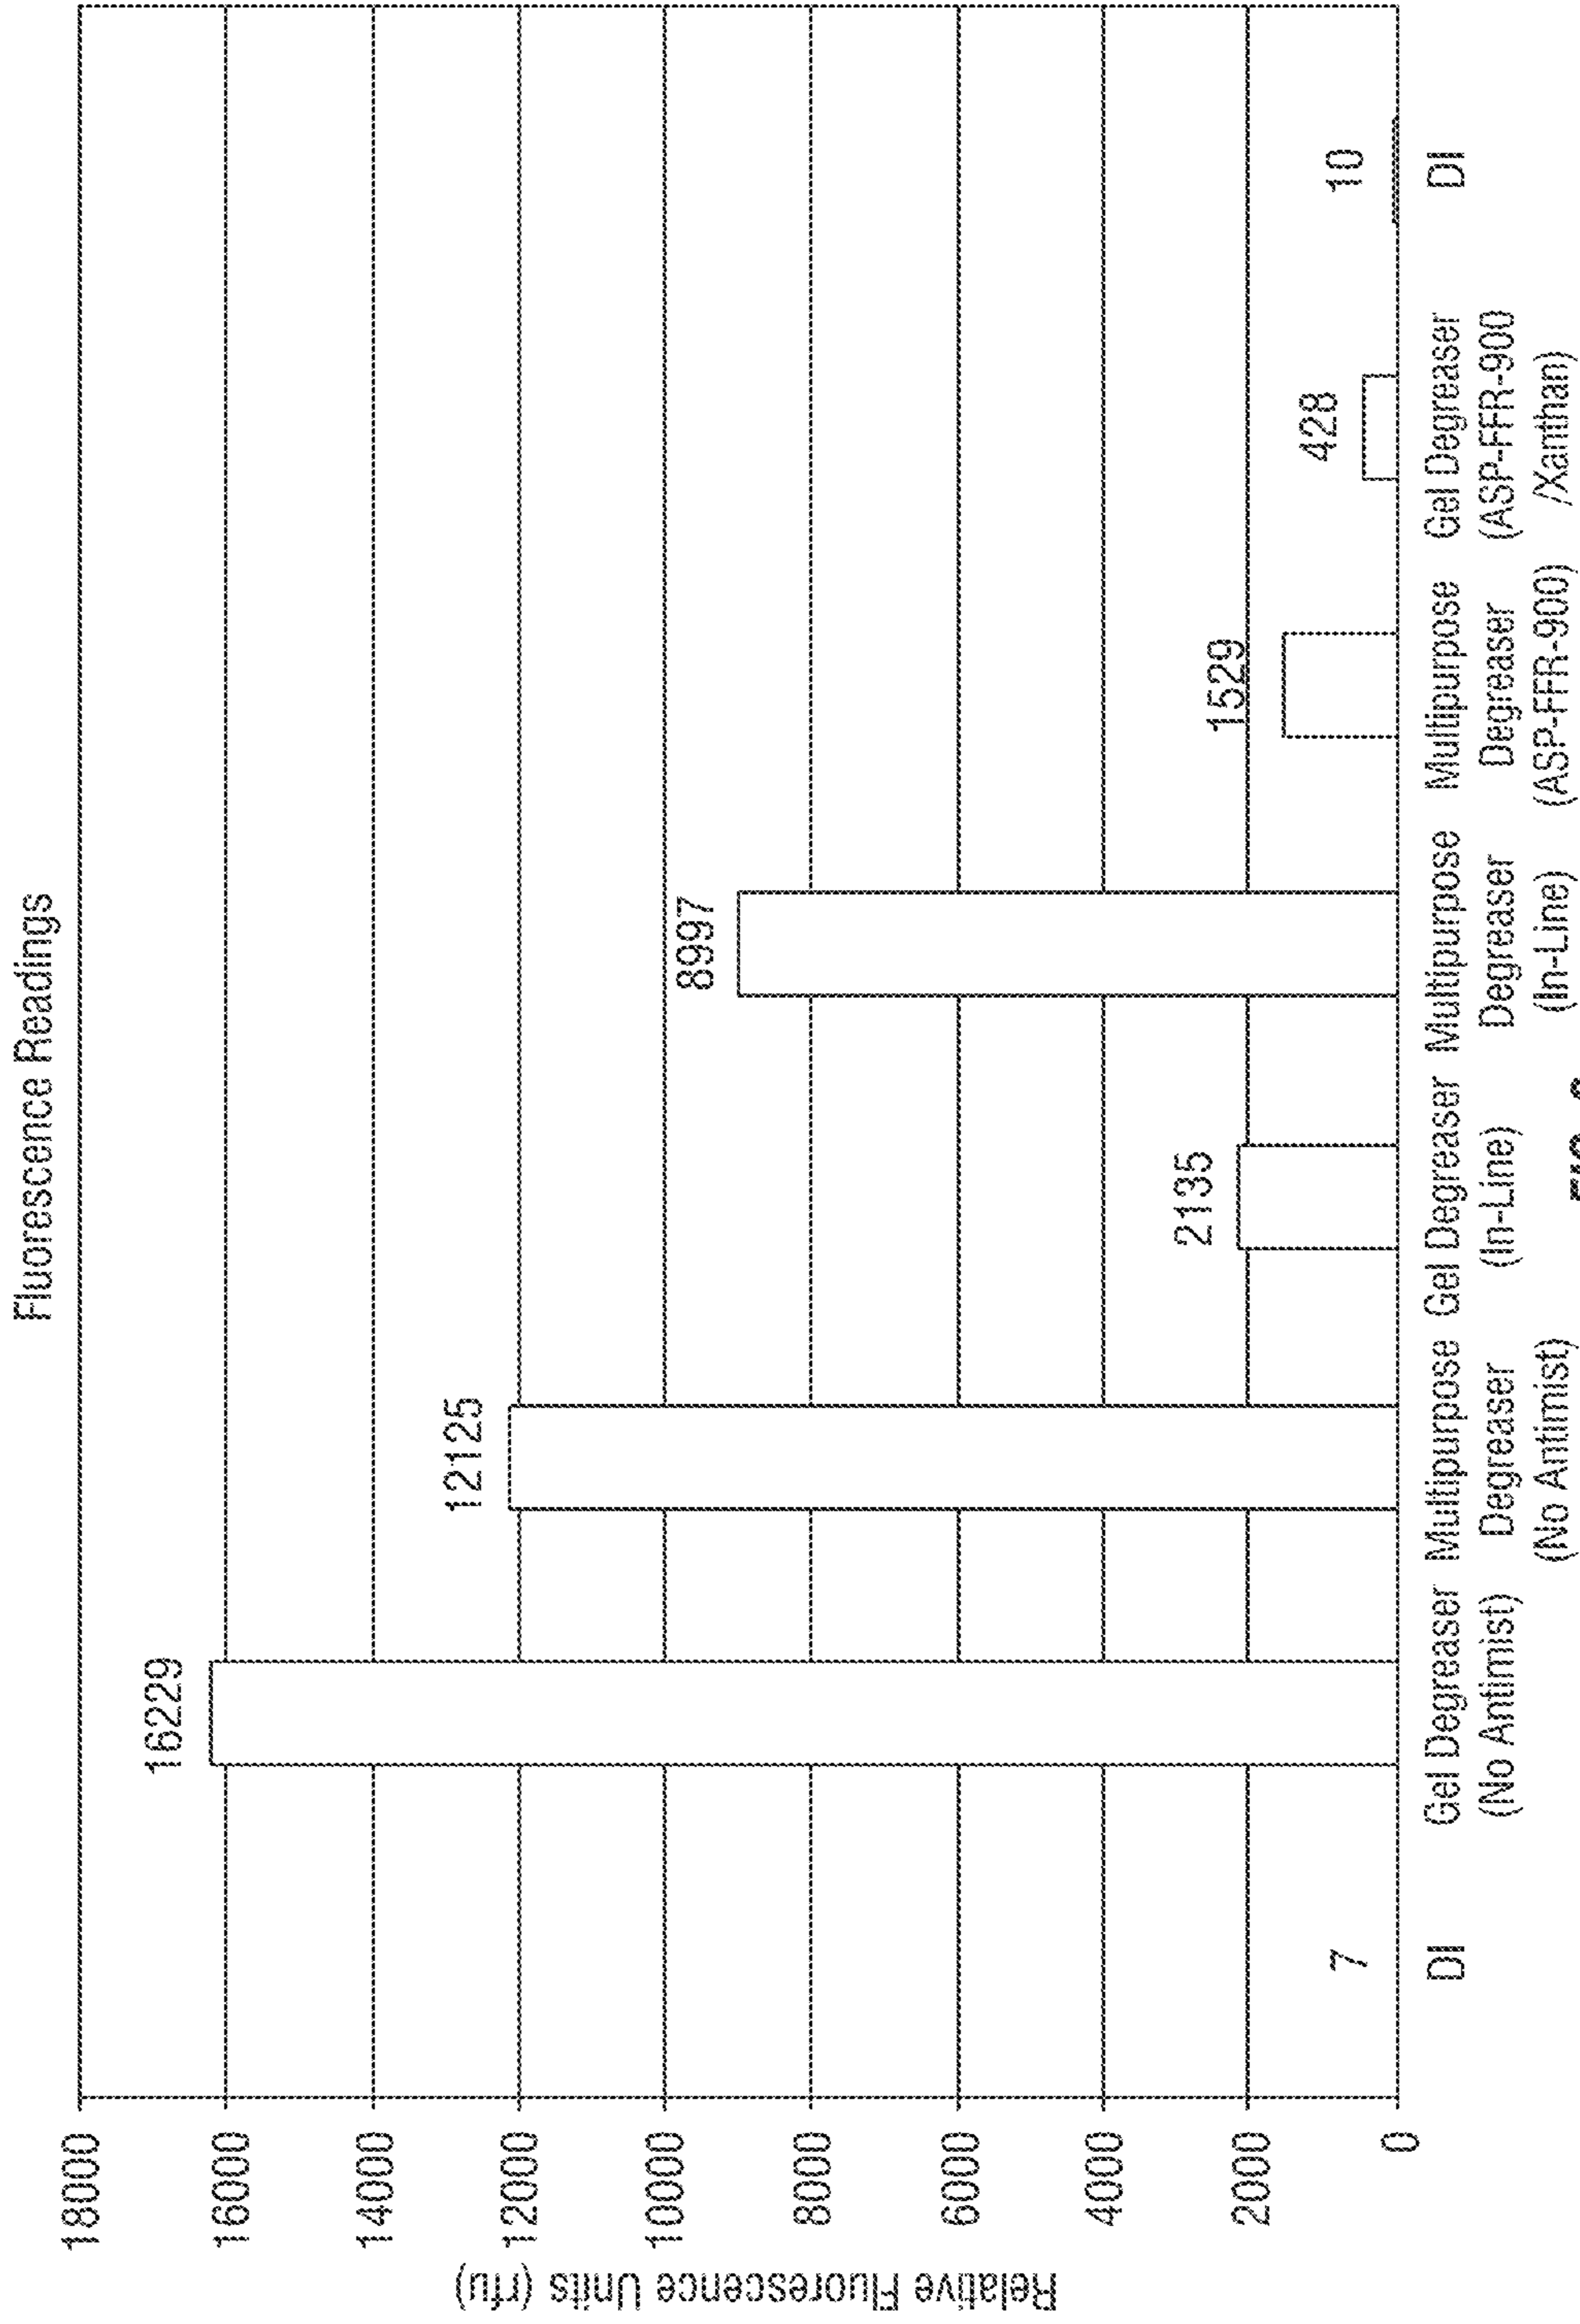 Fluorescence Readings
Relative Fluorescence Units (rfu)
18000
16000
14000
12000
10000
8000
6000
4000
2000
0
7
16229
12125
2135
8997
1529
428
10
DI
Gel Degreaser
(No Antimist)
Multipurpose
Degreaser
(No Antimist)
Gel Degreaser
(In-Line)
Multipurpose
Degreaser
(In-Line)
Multipurpose
Degreaser
(ASP-FFR-900)
Gel Degreaser
(ASP-FFR-900
/Xanthan)
DI